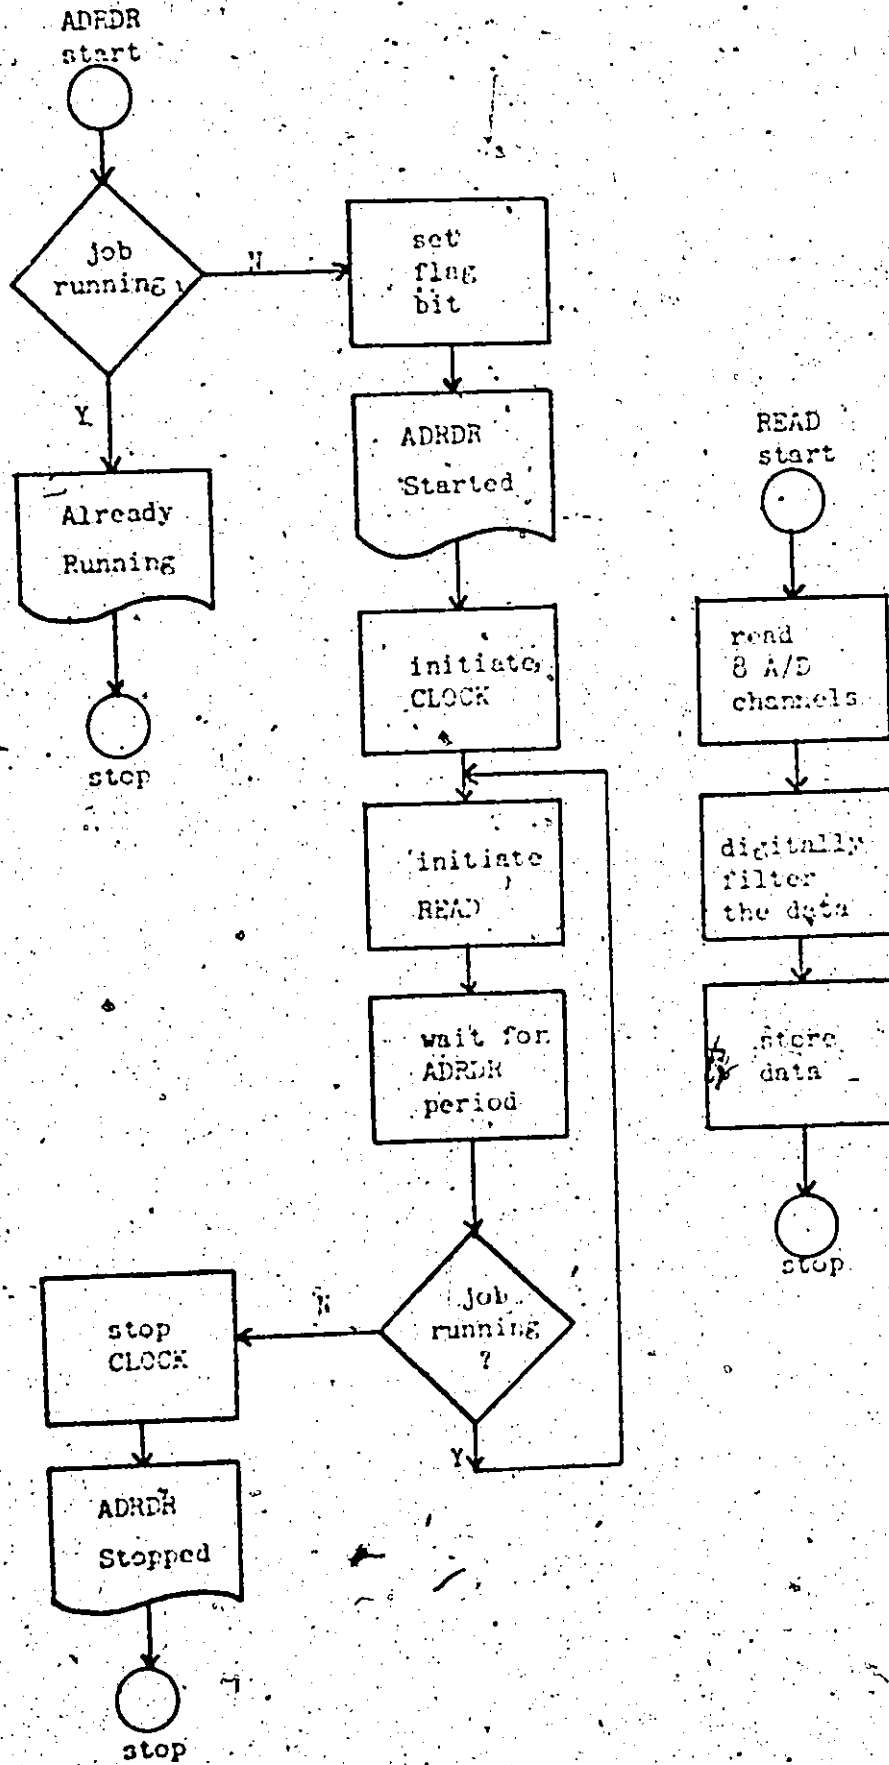 ADRDR
start
job
running
N
set
flag
bit
Y
ADRDR
Started
Already
Running
stop
initiate
CLOCK
initiate
READ
wait for
ADRDR
period
job
running
?
N
Y
stop
CLOCK
ADRDR
Stopped
stop
READ
start
read
8 A/D
channels
digitally
filter
the data
store
data
stop